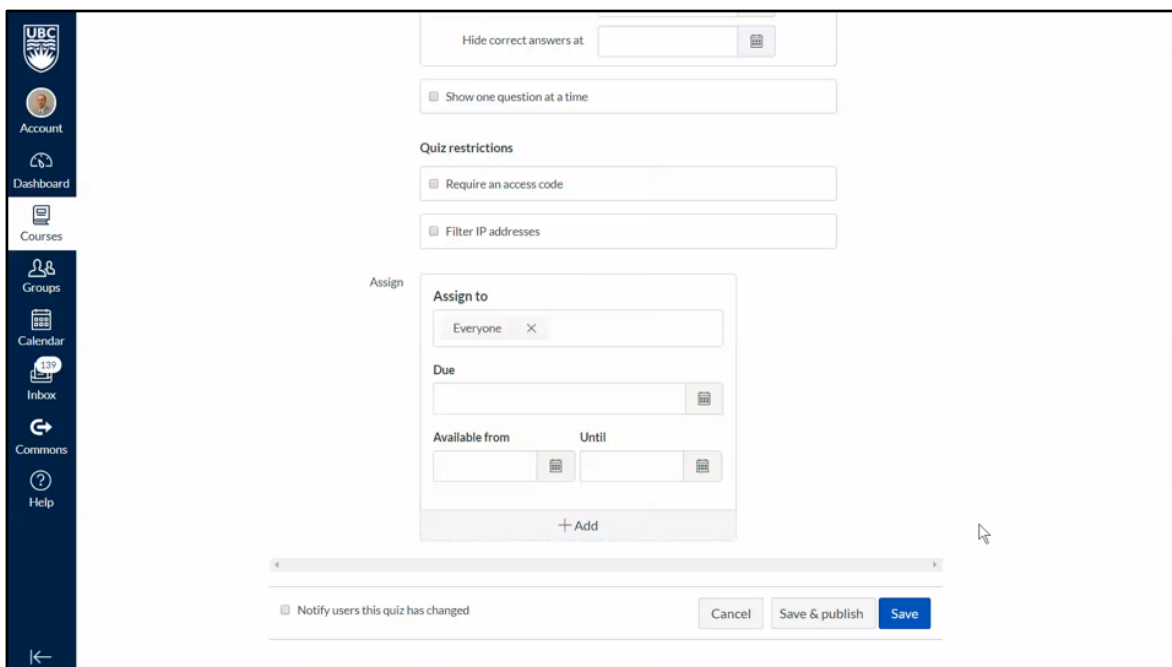 UBC
Account
Dashboard
Courses
Groups
Calendar
139
Inbox
Commons
Help
Hide correct answers at
Show one question at a time
Quiz restrictions
Require an access code
Filter IP addresses
Assign
Assign to
Everyone
Due
Available from Until
+ Add
Notify users this quiz has changed
Cancel Save & publish Save